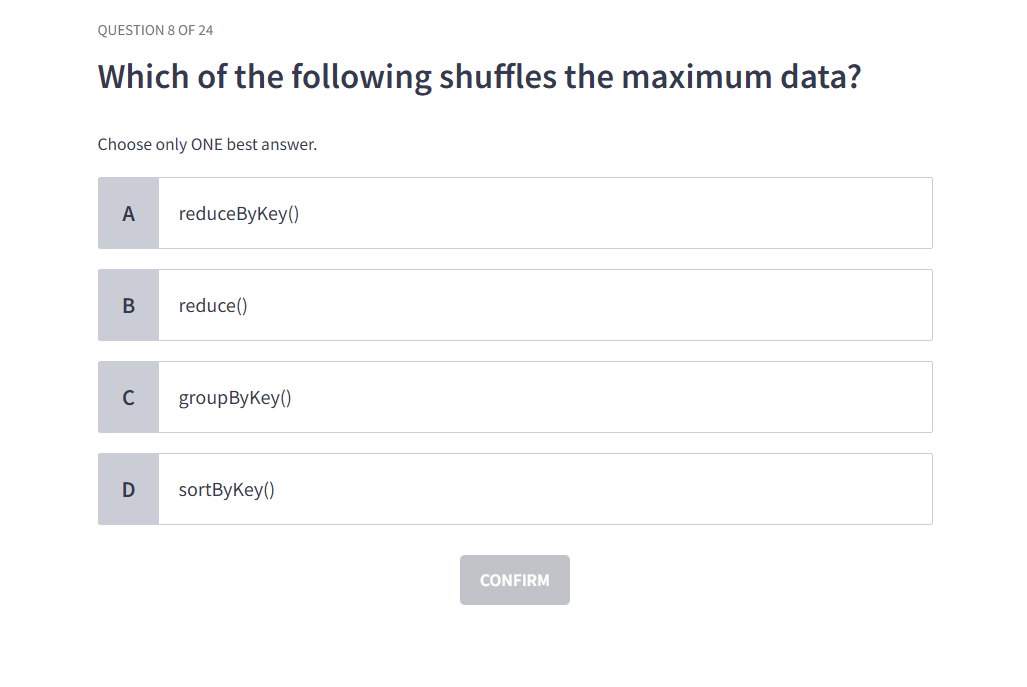 QUESTION 8 OF 24
Which of the following shuffles the maximum data?
Choose only ONE best answer.
A reduceByKey()
B reduce()
C groupByKey()
D sortByKey()
CONFIRM